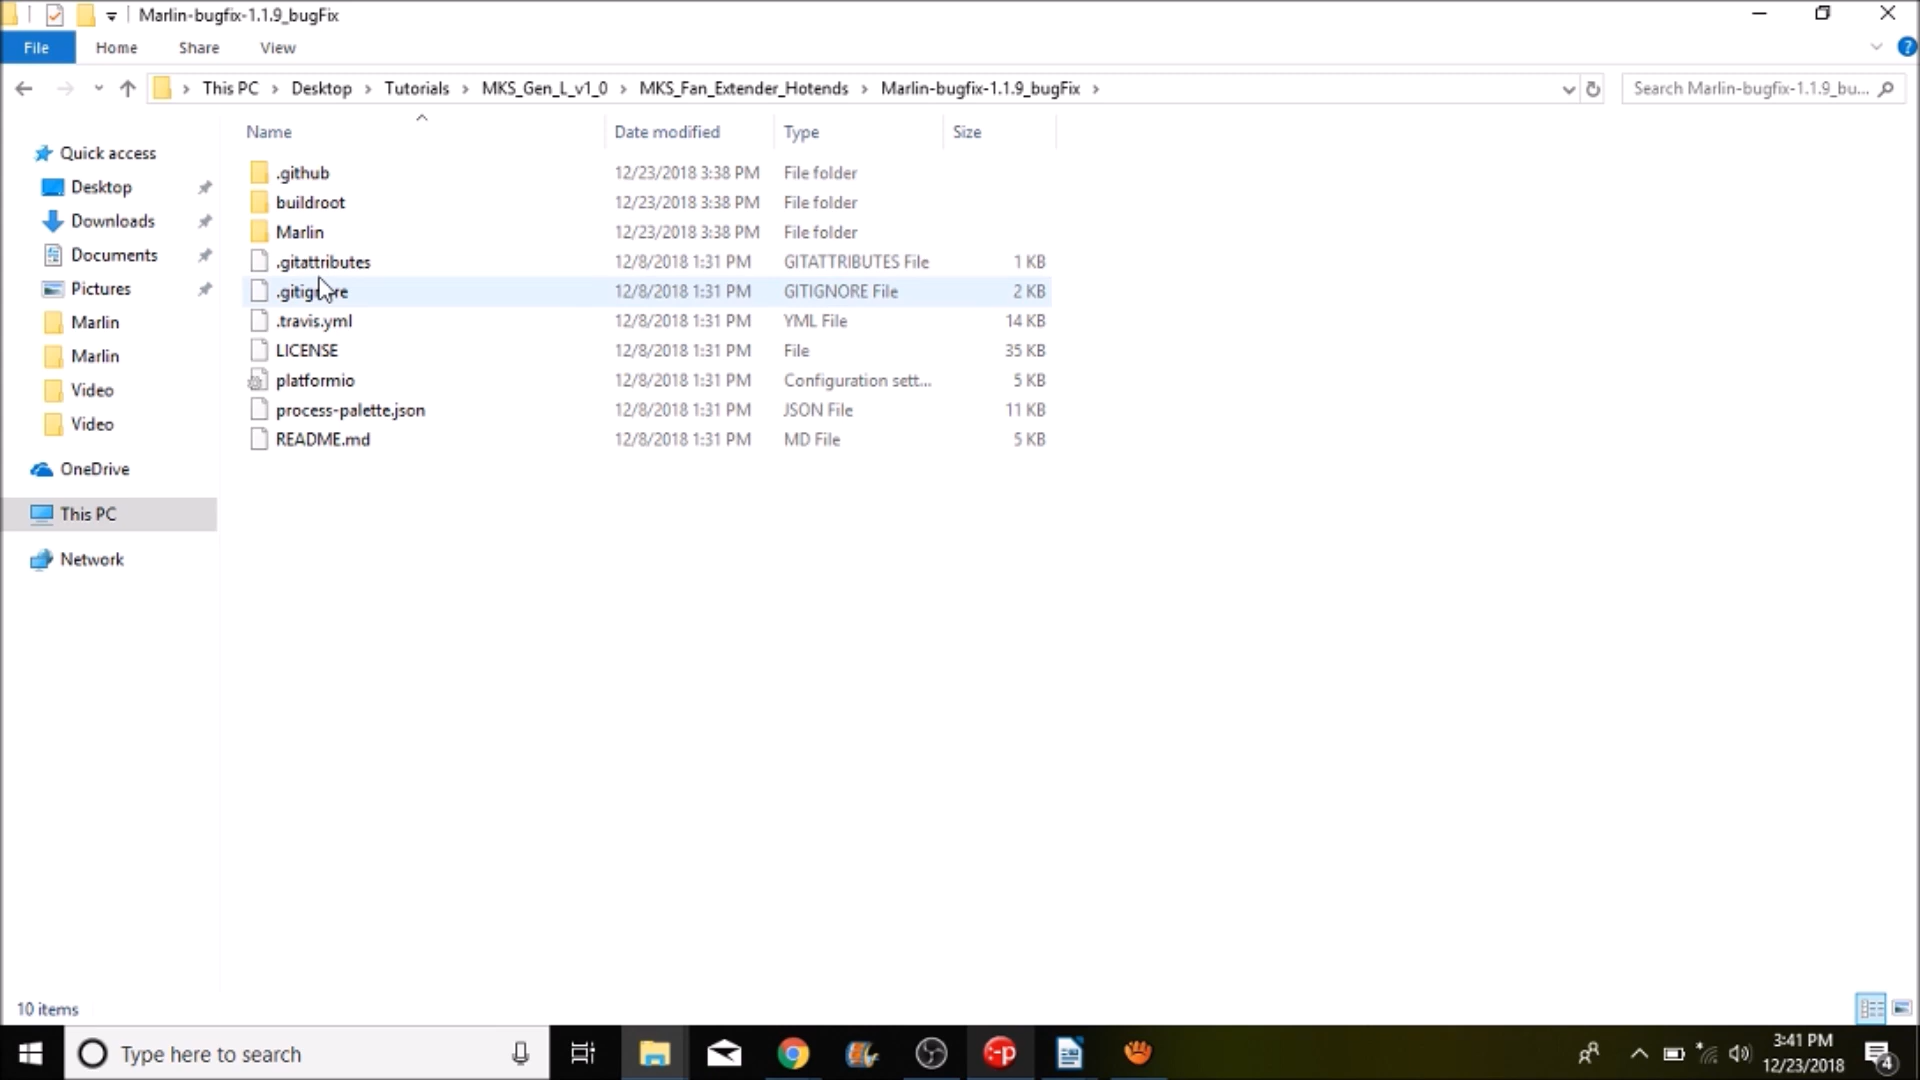 Marlin-bugfix-1.1.9_bugFix
File Home Share View
This PC Desktop Tutorials MKS_Gen_L_v1_0 MKS_Fan_Extender_Hotends Marlin-bugfix-1.1.9_bugFix Search Marlin-bugfix-1.1.9_bu...
Name Date modified Type Size
Quick access
Desktop
Downloads
Documents
Pictures
Marlin
Marlin
Video
Video
OneDrive
This PC
Network
.github 12/23/2018 3:38 PM File folder
buildroot 12/23/2018 3:38 PM File folder
Marlin 12/23/2018 3:38 PM File folder
.gitattributes 12/8/2018 1:31 PM GITATTRIBUTES File 1 KB
.gitignore 12/8/2018 1:31 PM GITIGNORE File 2 KB
.travis.yml 12/8/2018 1:31 PM YML File 14 KB
LICENSE 12/8/2018 1:31 PM File 35 KB
platformio 12/8/2018 1:31 PM Configuration sett... 5 KB
process-palette.json 12/8/2018 1:31 PM JSON File 11 KB
README.md 12/8/2018 1:31 PM MD File 5 KB
10 items
Type here to search
3:41 PM
12/23/2018
4